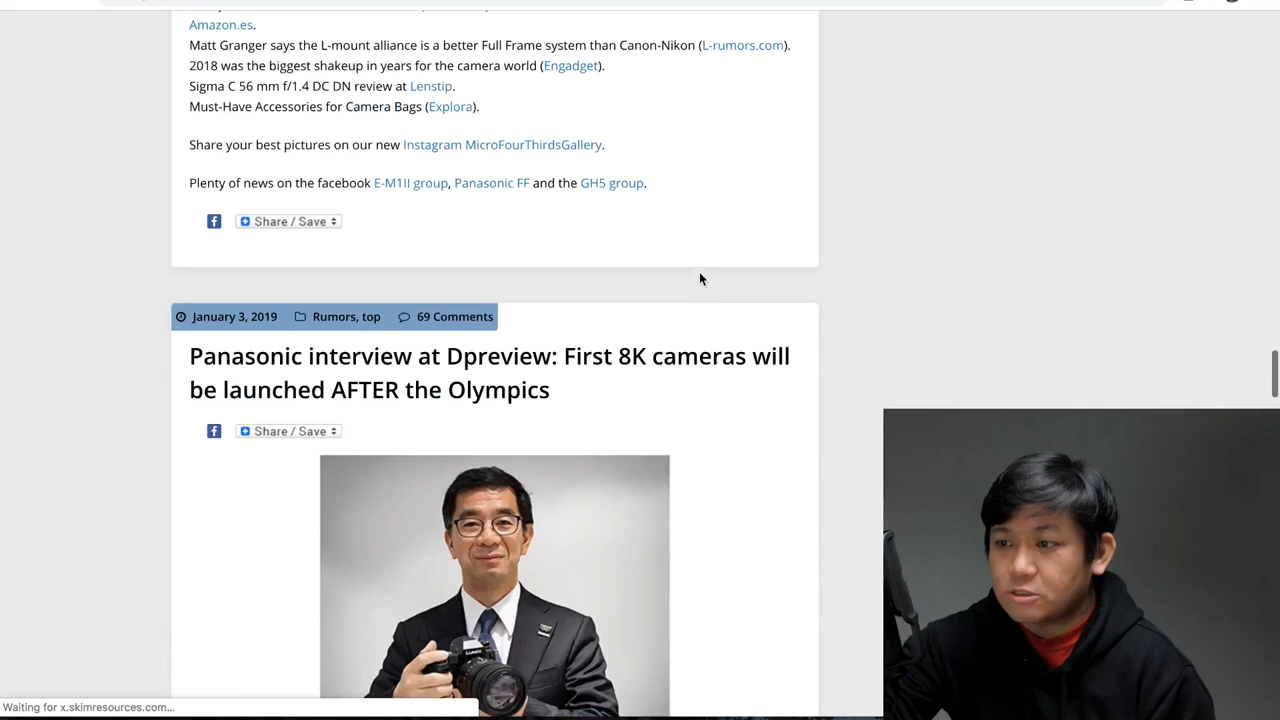 Amazon.es.
Matt Granger says the L-mount alliance is a better Full Frame system than Canon-Nikon (L-rumors.com).
2018 was the biggest shakeup in years for the camera world (Engadget).
Sigma C 56 mm f/1.4 DC DN review at Lenstip.
Must-Have Accessories for Camera Bags (Explora).
Share your best pictures on our new Instagram MicroFourThirdsGallery.
Plenty of news on the facebook E-M1II group, Panasonic FF and the GH5 group.
Share / Save
January 3, 2019 Rumors, top 69 Comments
Panasonic interview at Dpreview: First 8K cameras will
be launched AFTER the Olympics
Share / Save
LUMIX
Waiting for x.skimresources.com...